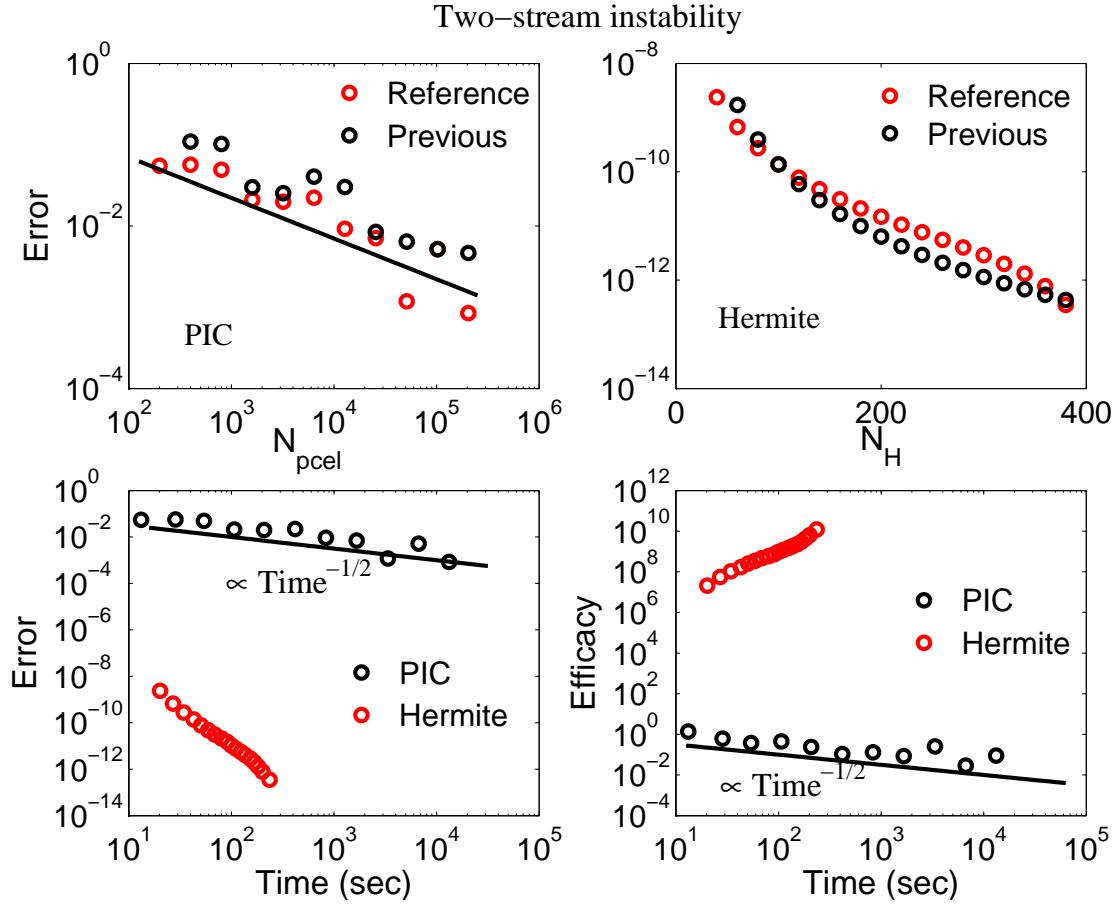 Two−stream instability
10^0
10^−2
10^−4
Error
Reference
Previous
PIC
10^2 10^3 10^4 10^5 10^6
N_pcel
10^−8
10^−10
10^−12
10^−14
Reference
Previous
Hermite
0 200 400
N_H
10^0
10^−2
10^−4
10^−6
10^−8
10^−10
10^−12
10^−14
Error
∝ Time^−1/2
PIC
Hermite
10^1 10^2 10^3 10^4 10^5
Time (sec)
10^12
10^10
10^8
10^6
10^4
10^2
10^0
10^−2
10^−4
Efficacy
PIC
Hermite
∝ Time^−1/2
10^1 10^2 10^3 10^4 10^5
Time (sec)